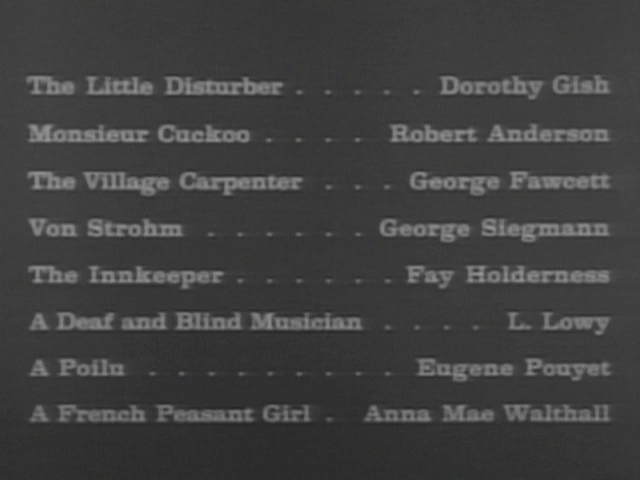 The Little Disturber . . . . . Dorothy Gish
Monsieur Cuckoo . . . . Robert Anderson
The Village Carpenter . . . George Fawcett
Von Strohm . . . . . . George Siegmann
The Innkeeper . . . . . . Fay Holderness
A Deaf and Blind Musician . . . . L. Lowy
A Poilu . . . . . . . . . Eugene Pouyet
A French Peasant Girl . Anna Mae Walthall